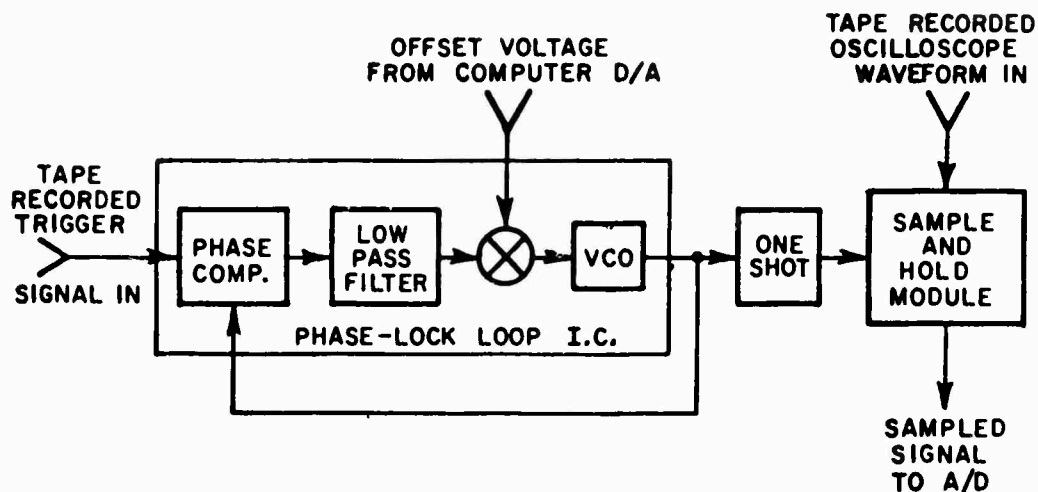 OFFSET VOLTAGE
FROM COMPUTER D/A
TAPE RECORDED
OSCILLOSCOPE
WAVEFORM IN
TAPE
RECORDED
TRIGGER
SIGNAL IN
PHASE
COMP.
LOW
PASS
FILTER
VCO
PHASE-LOCK LOOP I.C.
ONE
SHOT
SAMPLE
AND
HOLD
MODULE
SAMPLED
SIGNAL
TO A/D